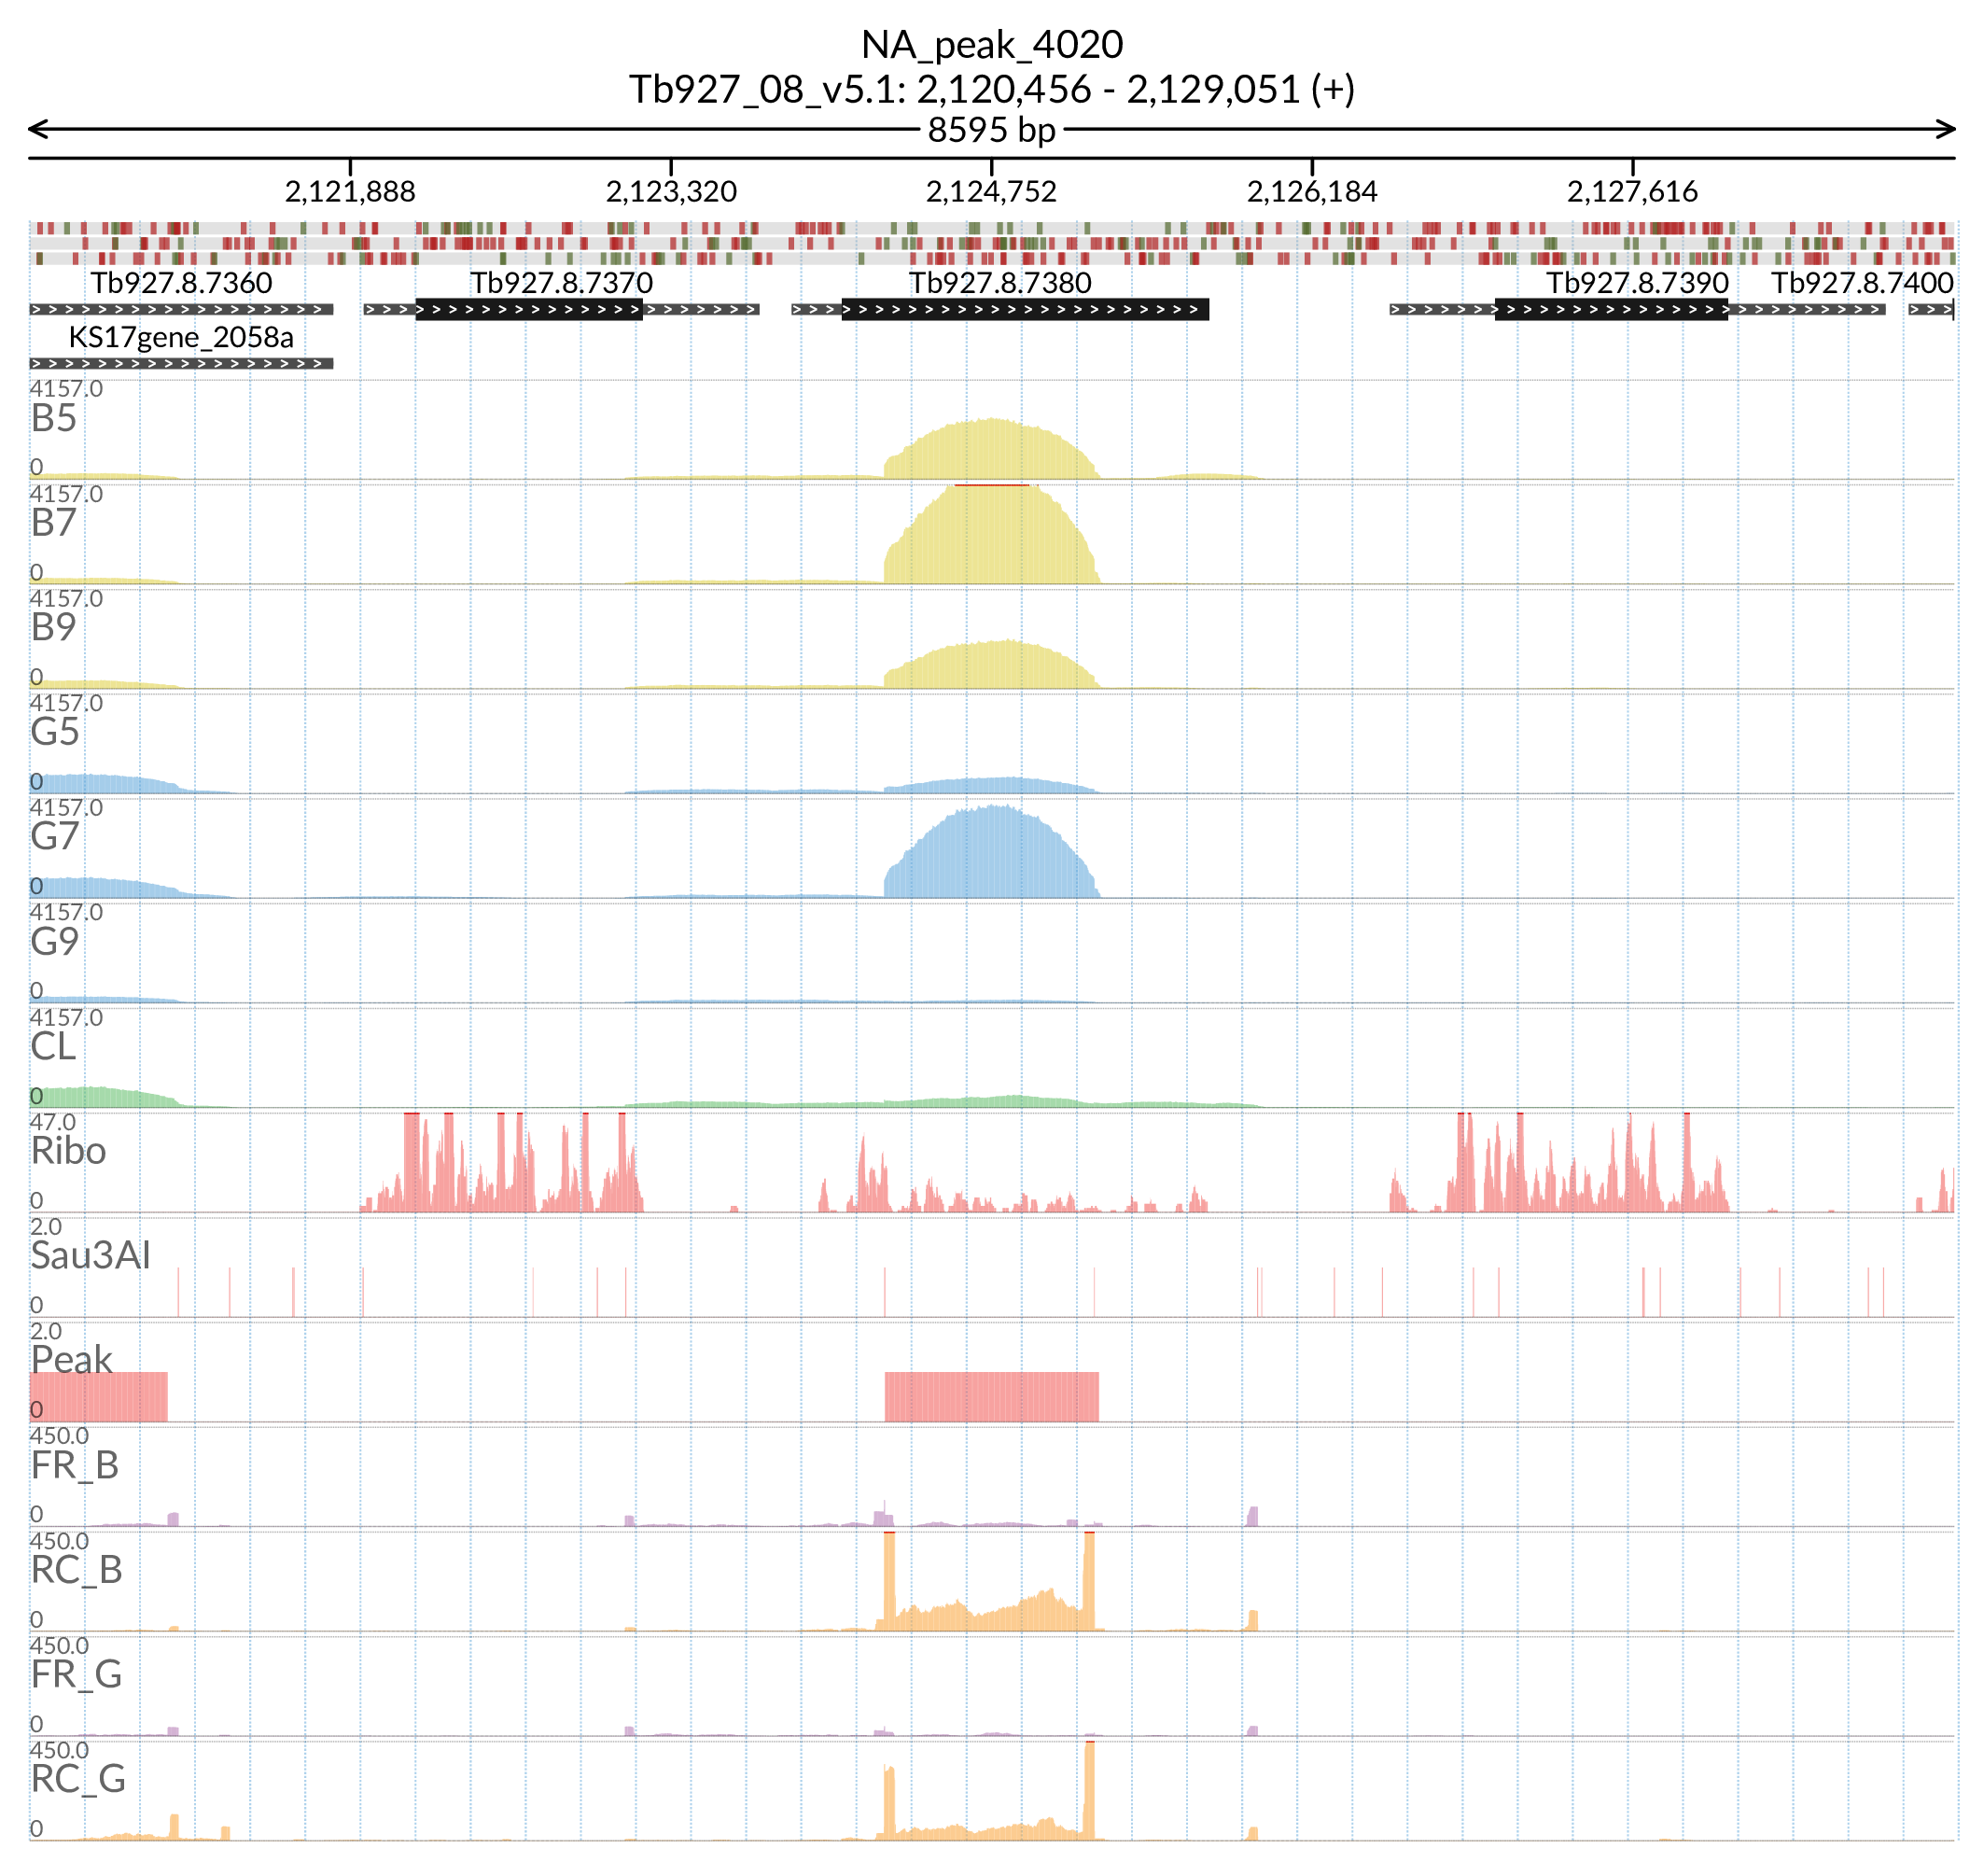 NA_peak_4020
Tb927_08_v5.1: 2,120,456 - 2,129,051 (+)
8595 bp
2,121,888 2,123,320 2,124,752 2,126,184 2,127,616
Tb927.8.7360 Tb927.8.7370 Tb927.8.7380 Tb927.8.7390 Tb927.8.7400
KS17gene_2058a
4157.0
B5
0
4157.0
B7
0
4157.0
B9
0
4157.0
G5
0
4157.0
G7
0
4157.0
G9
0
4157.0
CL
0
47.0
Ribo
0
2.0
Sau3AI
0
2.0
Peak
0
450.0
FR_B
0
450.0
RC_B
0
450.0
FR_G
0
450.0
RC_G
0